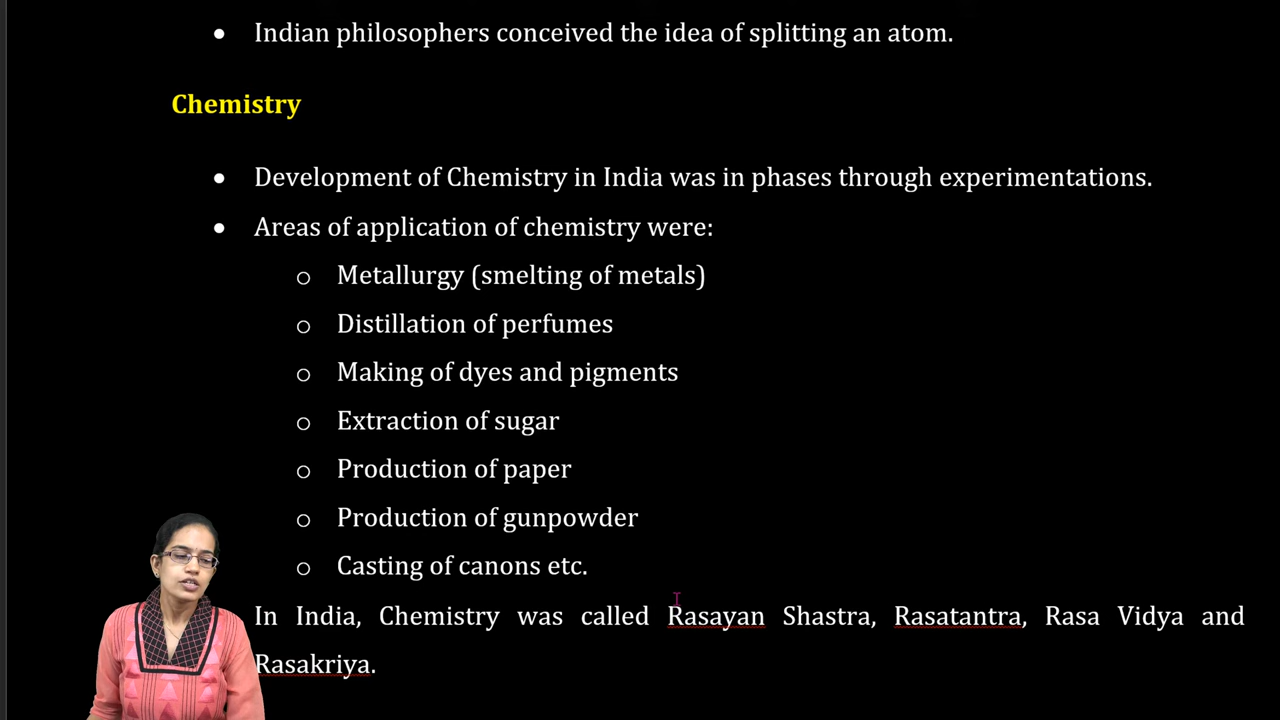 • Indian philosophers conceived the idea of splitting an atom.
Chemistry
• Development of Chemistry in India was in phases through experimentations.
• Areas of application of chemistry were:
o Metallurgy (smelting of metals)
o Distillation of perfumes
o Making of dyes and pigments
o Extraction of sugar
o Production of paper
o Production of gunpowder
o Casting of canons etc.
In India, Chemistry was called Rasayan Shastra, Rasatantra, Rasa Vidya and
Rasakriya.